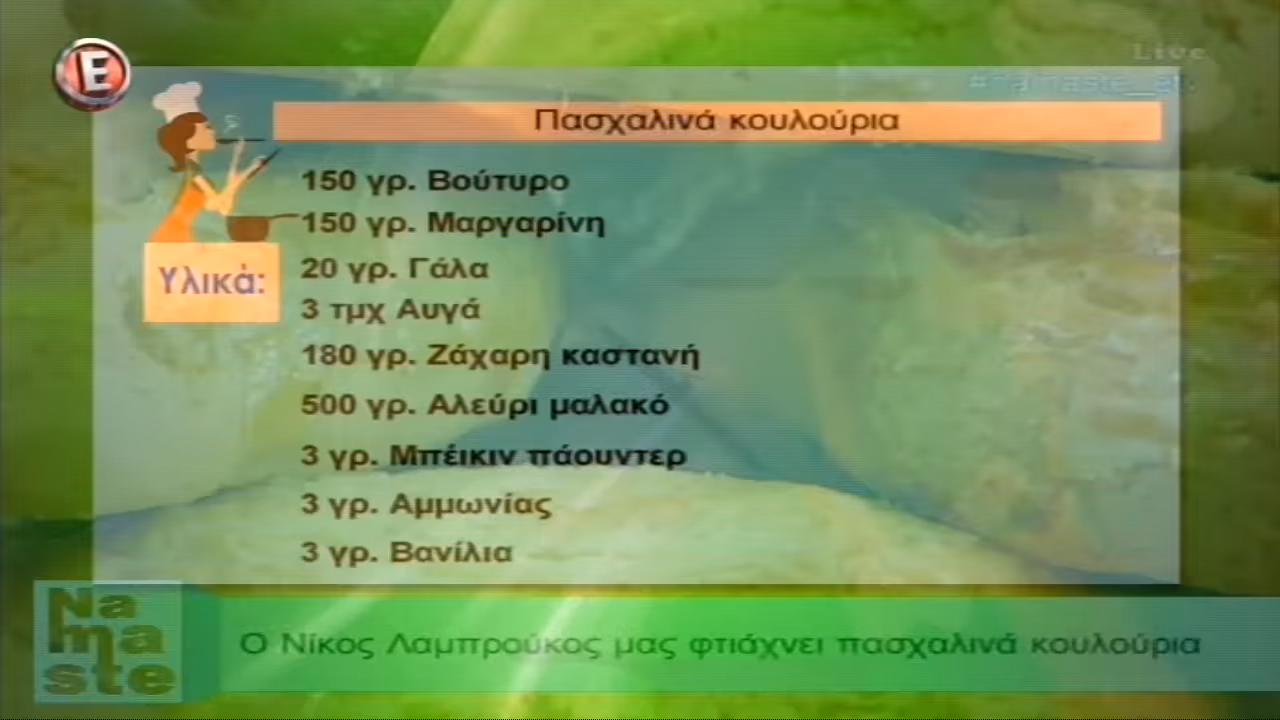 E
Live
#namaste_gr
Πασχαλινά κουλούρια
Υλικά:
150 γρ. Βούτυρο
150 γρ. Μαργαρίνη
20 γρ. Γάλα
3 τμχ Αυγά
180 γρ. Ζάχαρη καστανή
500 γρ. Αλεύρι μαλακό
3 γρ. Μπέικιν πάουντερ
3 γρ. Αμμωνίας
3 γρ. Βανίλια
Na
ma
ste
Ο Νίκος Λαμπρούκος μας φτιάχνει πασχαλινά κουλούρια